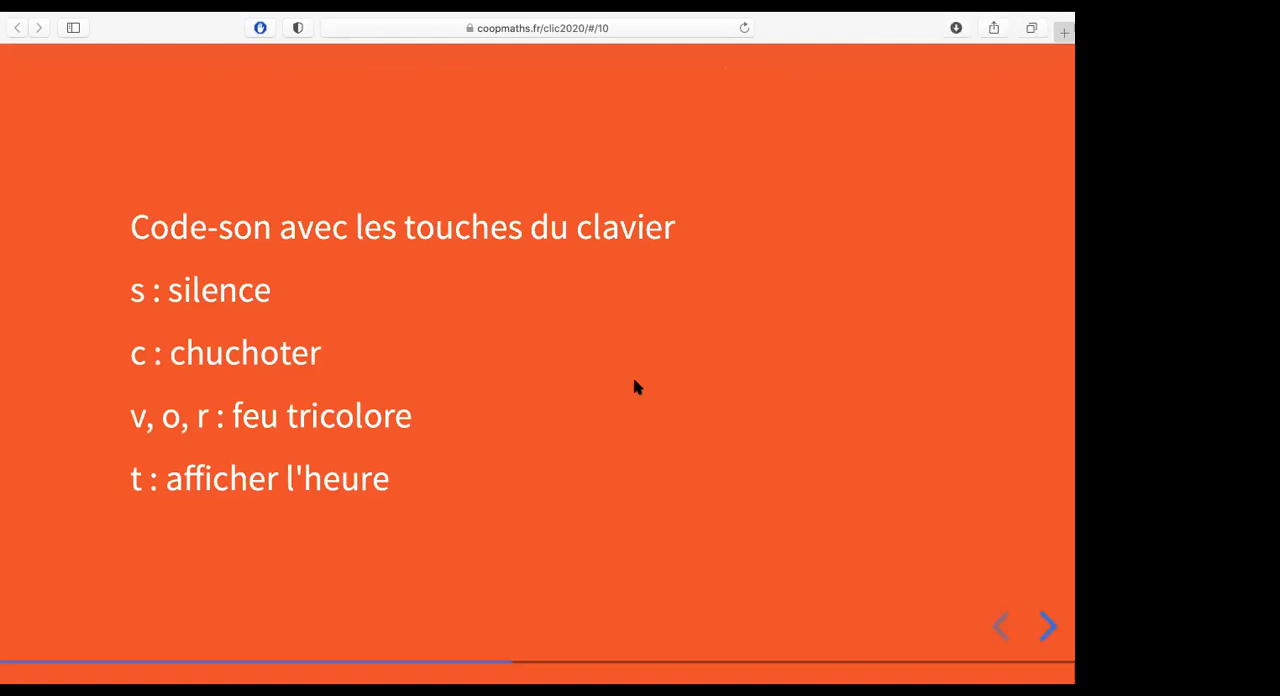 coopmaths.fr/clic2020/#/10
Code-son avec les touches du clavier
s : silence
c : chuchoter
v, o, r : feu tricolore
t : afficher l'heure